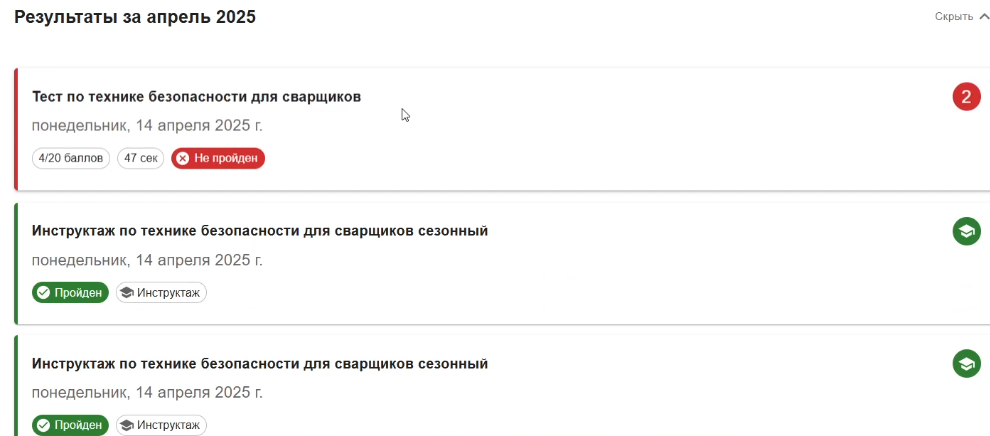 Результаты за апрель 2025
Скрыть
Тест по технике безопасности для сварщиков
2
понедельник, 14 апреля 2025 г.
4/20 баллов 47 сек Не пройден
Инструктаж по технике безопасности для сварщиков сезонный
понедельник, 14 апреля 2025 г.
Пройден Инструктаж
Инструктаж по технике безопасности для сварщиков сезонный
понедельник, 14 апреля 2025 г.
Пройден Инструктаж